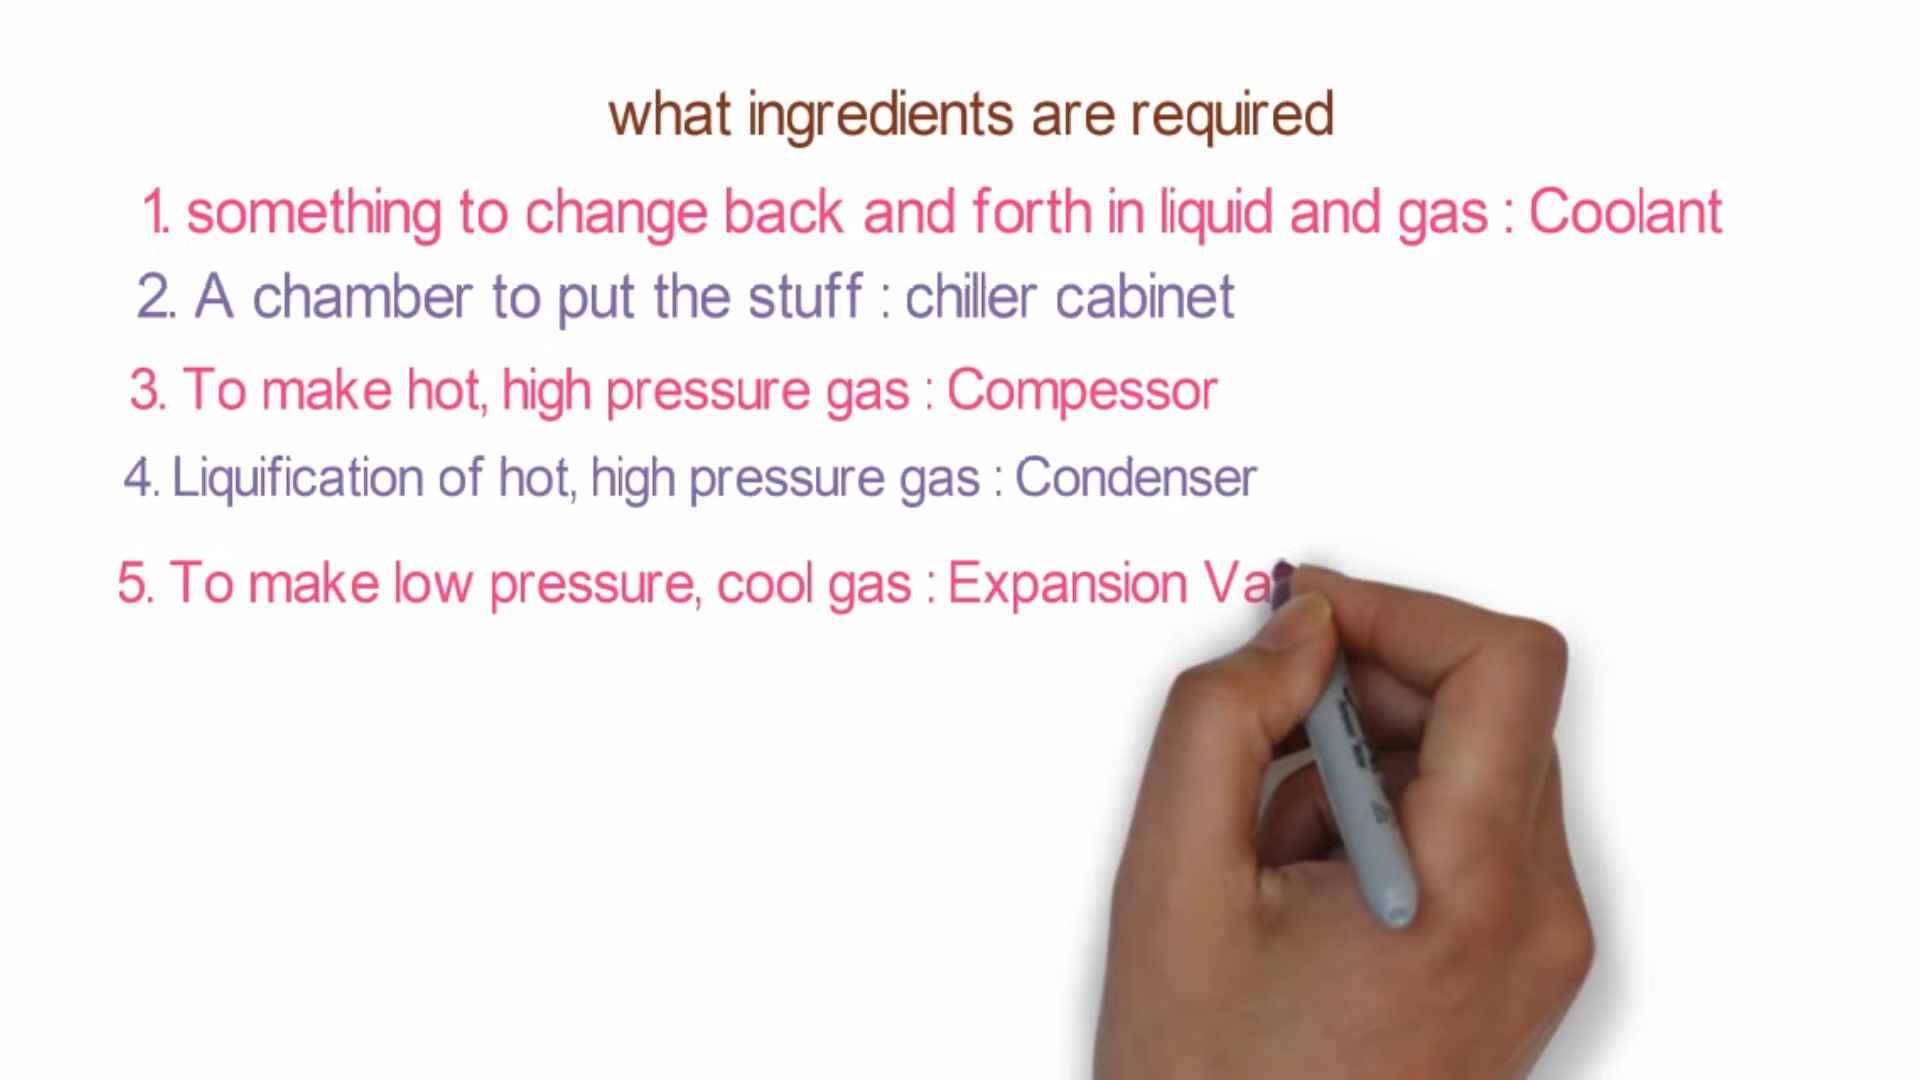 what ingredients are required
1. something to change back and forth in liquid and gas : Coolant
2. A chamber to put the stuff : chiller cabinet
3. To make hot, high pressure gas : Compessor
4. Liquification of hot, high pressure gas : Condenser
5. To make low pressure, cool gas : Expansion Va